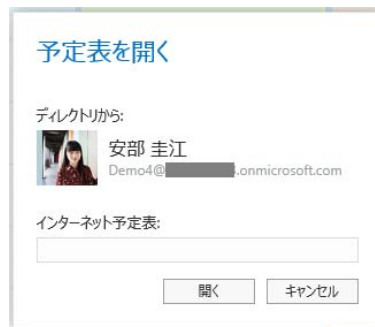 予定表を開く
ディレクトリから:
安部 圭江
Demo4@ .onmicrosoft.com
インターネット予定表:
開く キャンセル